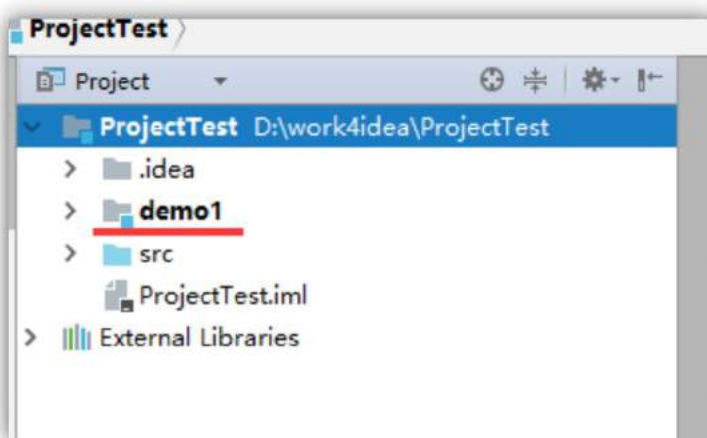 ProjectTest
Project
ProjectTest D:\work4idea\ProjectTest
.idea
demo1
src
ProjectTest.iml
External Libraries